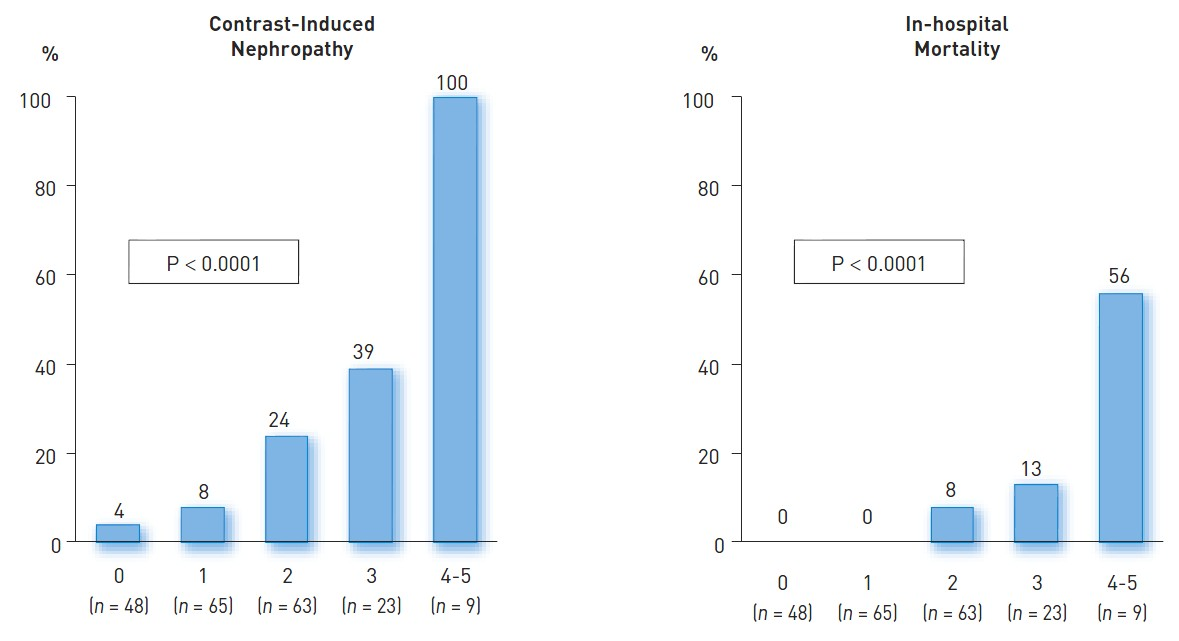 Contrast-Induced
Nephropathy
%
100
80
60
40
20
0
P < 0.0001
4
8
24
39
100
0
1
2
3
4-5
(n = 48)
(n = 65)
(n = 63)
(n = 23)
(n = 9)
In-hospital
Mortality
%
100
80
60
40
20
0
P < 0.0001
0
0
8
13
56
0
1
2
3
4-5
(n = 48)
(n = 65)
(n = 63)
(n = 23)
(n = 9)